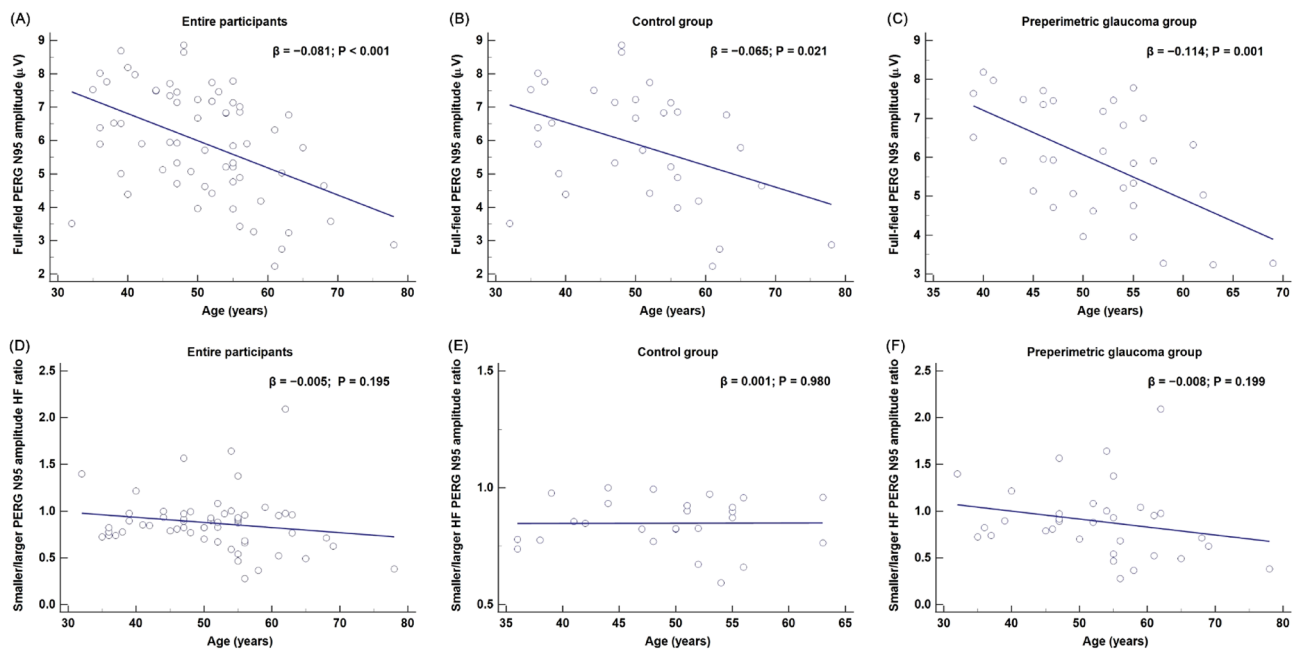 (A)
Entire participants
β = −0.081; P < 0.001
Full-field PERG N95 amplitude (μ V)
9
8
7
6
5
4
3
2
30 40 50 60 70 80
Age (years)
(B)
Control group
β = −0.065; P = 0.021
Full-field PERG N95 amplitude (μ V)
9
8
7
6
5
4
3
2
30 40 50 60 70 80
Age (years)
(C)
Preperimetric glaucoma group
β = −0.114; P = 0.001
Full-field PERG N95 amplitude (μ V)
9
8
7
6
5
4
3
35 40 45 50 55 60 65 70
Age (years)
(D)
Entire participants
β = −0.005; P = 0.195
Smaller/larger PERG N95 amplitude HF ratio
2.5
2.0
1.5
1.0
0.5
0.0
30 40 50 60 70 80
Age (years)
(E)
Control group
β = 0.001; P = 0.980
Smaller/larger HF PERG N95 amplitude ratio
1.5
1.0
0.5
35 40 45 50 55 60 65
Age (years)
(F)
Preperimetric glaucoma group
β = −0.008; P = 0.199
Smaller/larger HF PERG N95 amplitude ratio
2.5
2.0
1.5
1.0
0.5
0.0
30 40 50 60 70 80
Age (years)